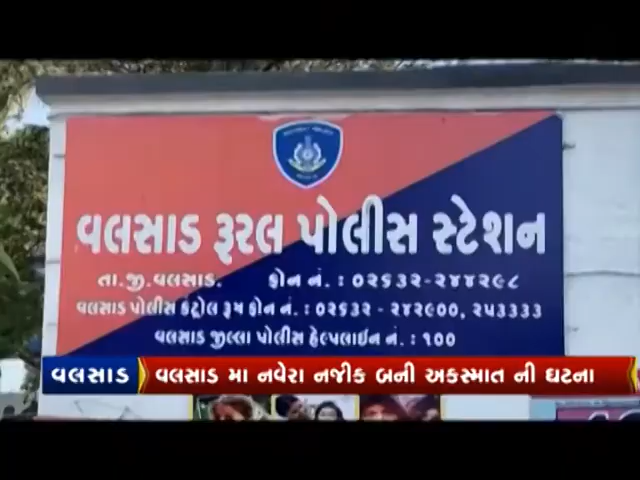 વલસાડ રૂરલ પોલીસ સ્ટેશન
તા.જી.વલસાડ. ફોન નં. : ૦૨૬૩૨-૨૪૪૨૯૮
વલસાડ પોલીસ કંટ્રોલ રૂમ ફોન નં. : ૦૨૬૩૨ - ૨૪૨૯૦૦, ૨૫૩૩૩૩
વલસાડ જીલ્લા પોલીસ હેલ્પલાઈન નં. : ૧૦૦
વલસાડ
વલસાડ મા નવેરા નજીક બની અકસ્માત ની ઘટના